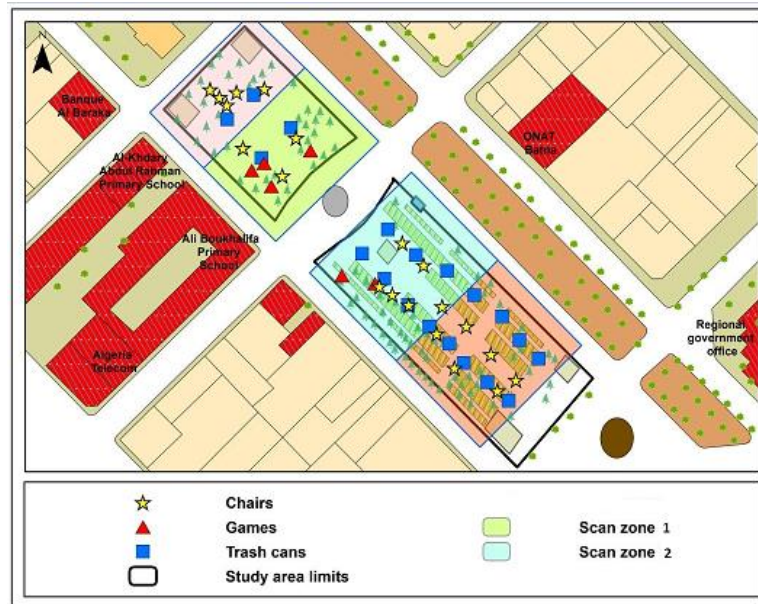 N
Banque
Al Baraka
Al-Khdary
Aboul Rahman
Primary School
ONAT
Batna
Ali Boukhalifa
Primary
School
Algeria
Telecom
Regional
government
office
Chairs
Games
Trash cans
Study area limits
Scan zone 1
Scan zone 2